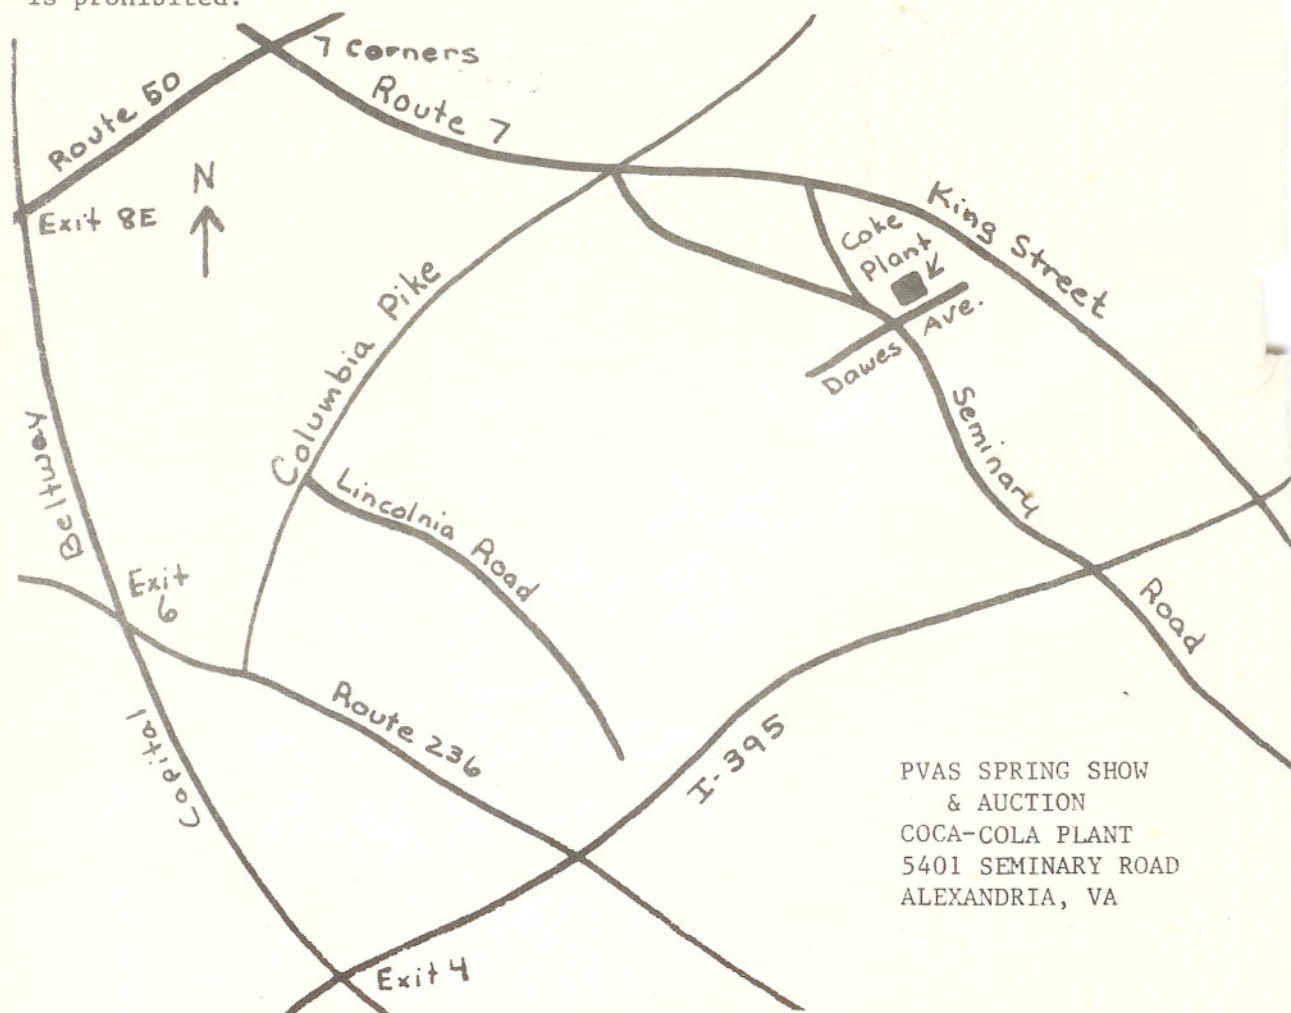 is prohibited.
7 Corners
Route 50
Route 7
N
Exit 8E
King Street
Coke
Plant
Dawes Ave.
Columbia Pike
Seminary Road
Lincolnia Road
Capital Beltway
Exit
6
Route 236
I-395
Exit 4
PVAS SPRING SHOW
& AUCTION
COCA-COLA PLANT
5401 SEMINARY ROAD
ALEXANDRIA, VA